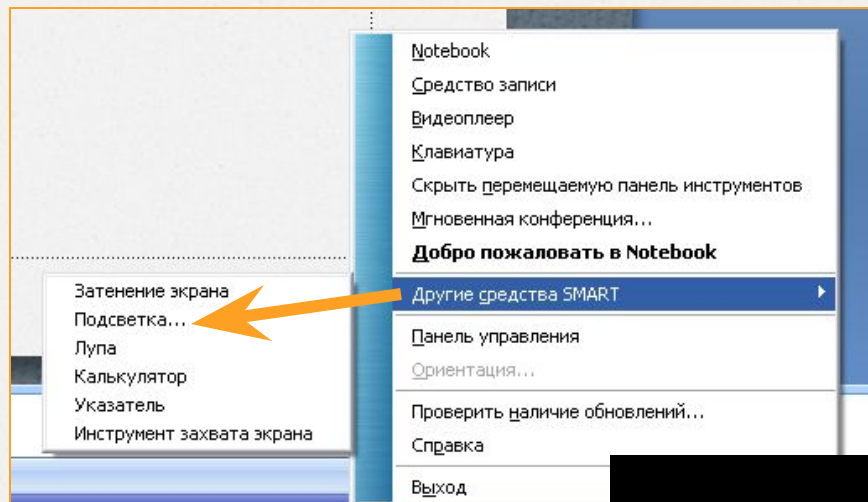 Notebook
Средство записи
Видеоплеер
Клавиатура
Скрыть перемещаемую панель инструментов
Мгновенная конференция...
Добро пожаловать в Notebook
Другие средства SMART
Панель управления
Ориентация...
Проверить наличие обновлений...
Справка
Выход
Затенение экрана
Подсветка...
Лупа
Калькулятор
Указатель
Инструмент захвата экрана